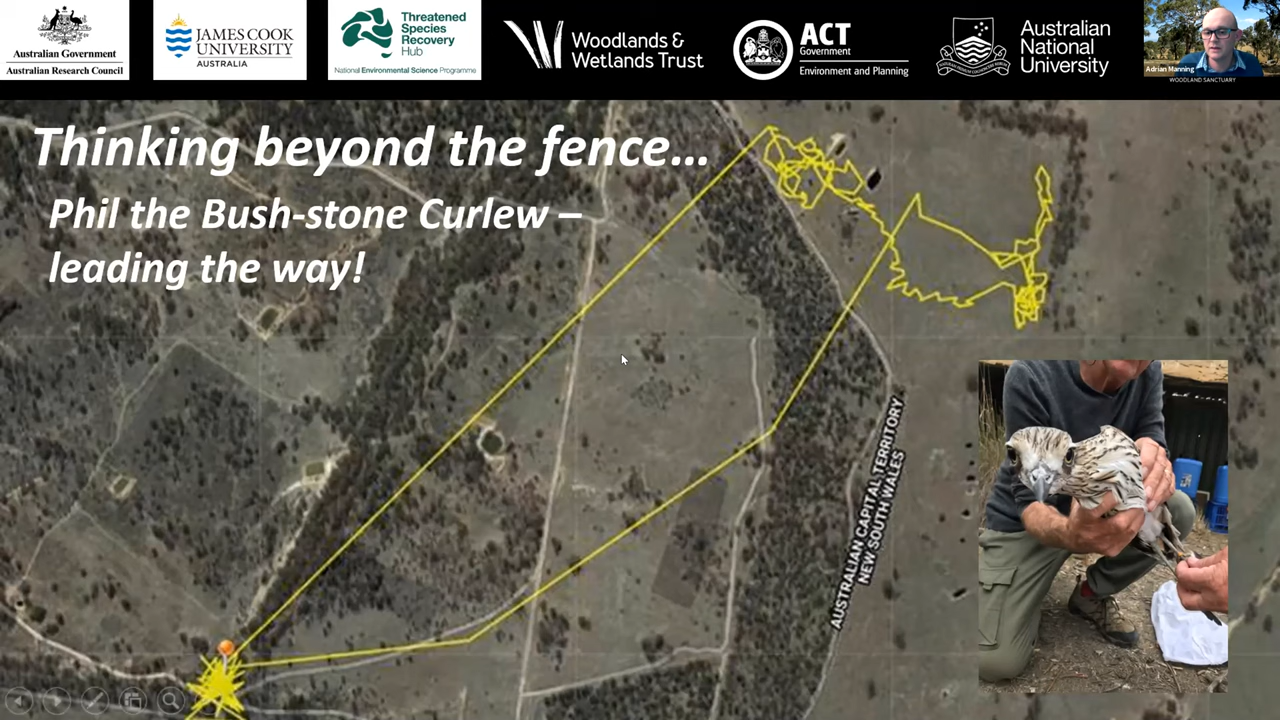 Australian Government
Australian Research Council
JAMES COOK
UNIVERSITY
AUSTRALIA
Threatened
Species
Recovery
Hub
National Environmental Science Programme
Woodlands &
Wetlands Trust
ACT
Government
Environment and Planning
Australian
National
University
Adrian Manning
WOODLAND SANCTUARY
Thinking beyond the fence...
Phil the Bush-stone Curlew –
leading the way!
AUSTRALIAN CAPITAL TERRITORY
NEW SOUTH WALES